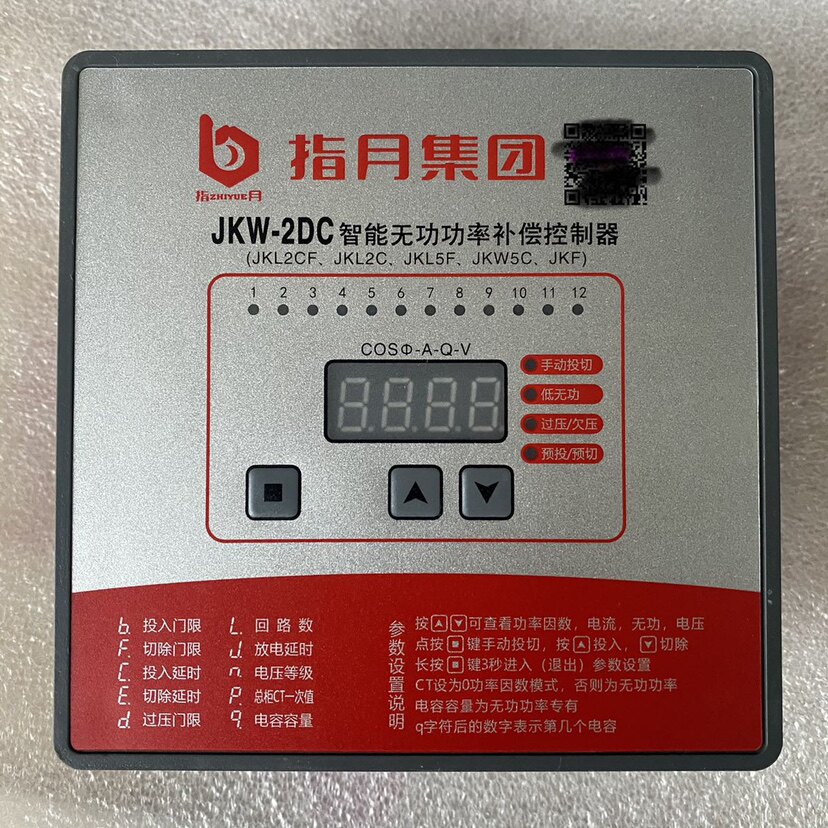 指月集团
指ZHIYUE月
JKW-2DC 智能无功功率补偿控制器
(JKL2CF、JKL2C、JKL5F、JKW5C、JKF)
1 2 3 4 5 6 7 8 9 10 11 12
COSΦ-A-Q-V
8.8.8.8
手动投切
低无功
过压/欠压
预投/预切
b. 投入门限
F. 切除门限
C. 投入延时
E. 切除延时
d 过压门限
L. 回路数
J 放电延时
n. 电压等级
P. 总柜CT一次值
q. 电容容量
参数设置说明
按▲▼可查看功率因数，电流，无功，电压
点按■键手动投切，按▲投入，▼切除
长按■键3秒进入（退出）参数设置
CT设为0功率因数模式，否则为无功功率
电容容量为无功功率专有
q字符后的数字表示第几个电容